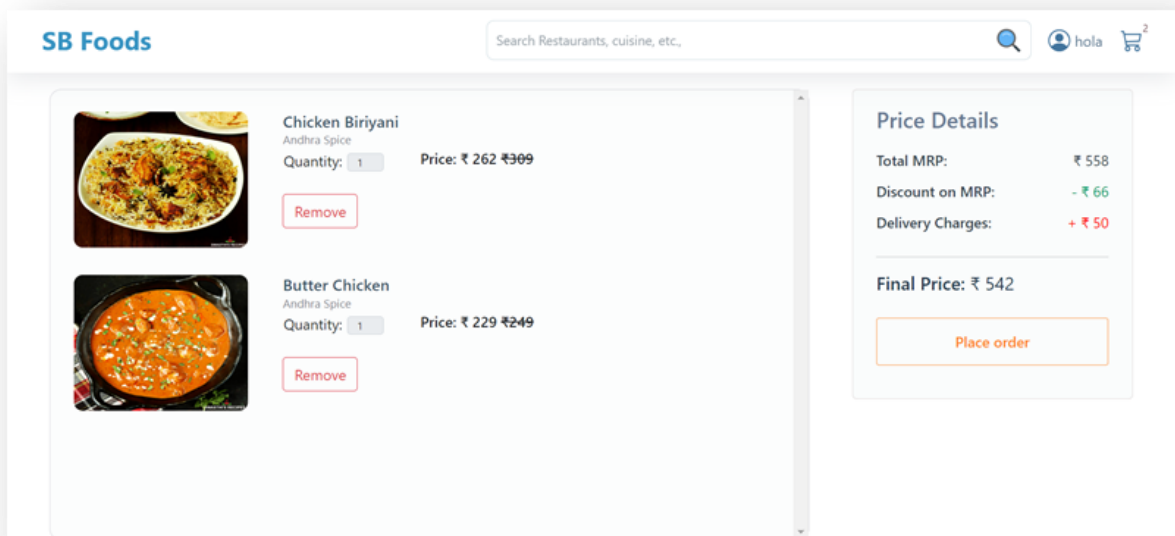 SB Foods
Search Restaurants, cuisine, etc.,
hola
2
Chicken Biriyani
Andhra Spice
Quantity: 1
Price: ₹ 262 ₹309
Remove
Butter Chicken
Andhra Spice
Quantity: 1
Price: ₹ 229 ₹249
Remove
Price Details
Total MRP: ₹ 558
Discount on MRP: - ₹ 66
Delivery Charges: + ₹ 50
Final Price: ₹ 542
Place order